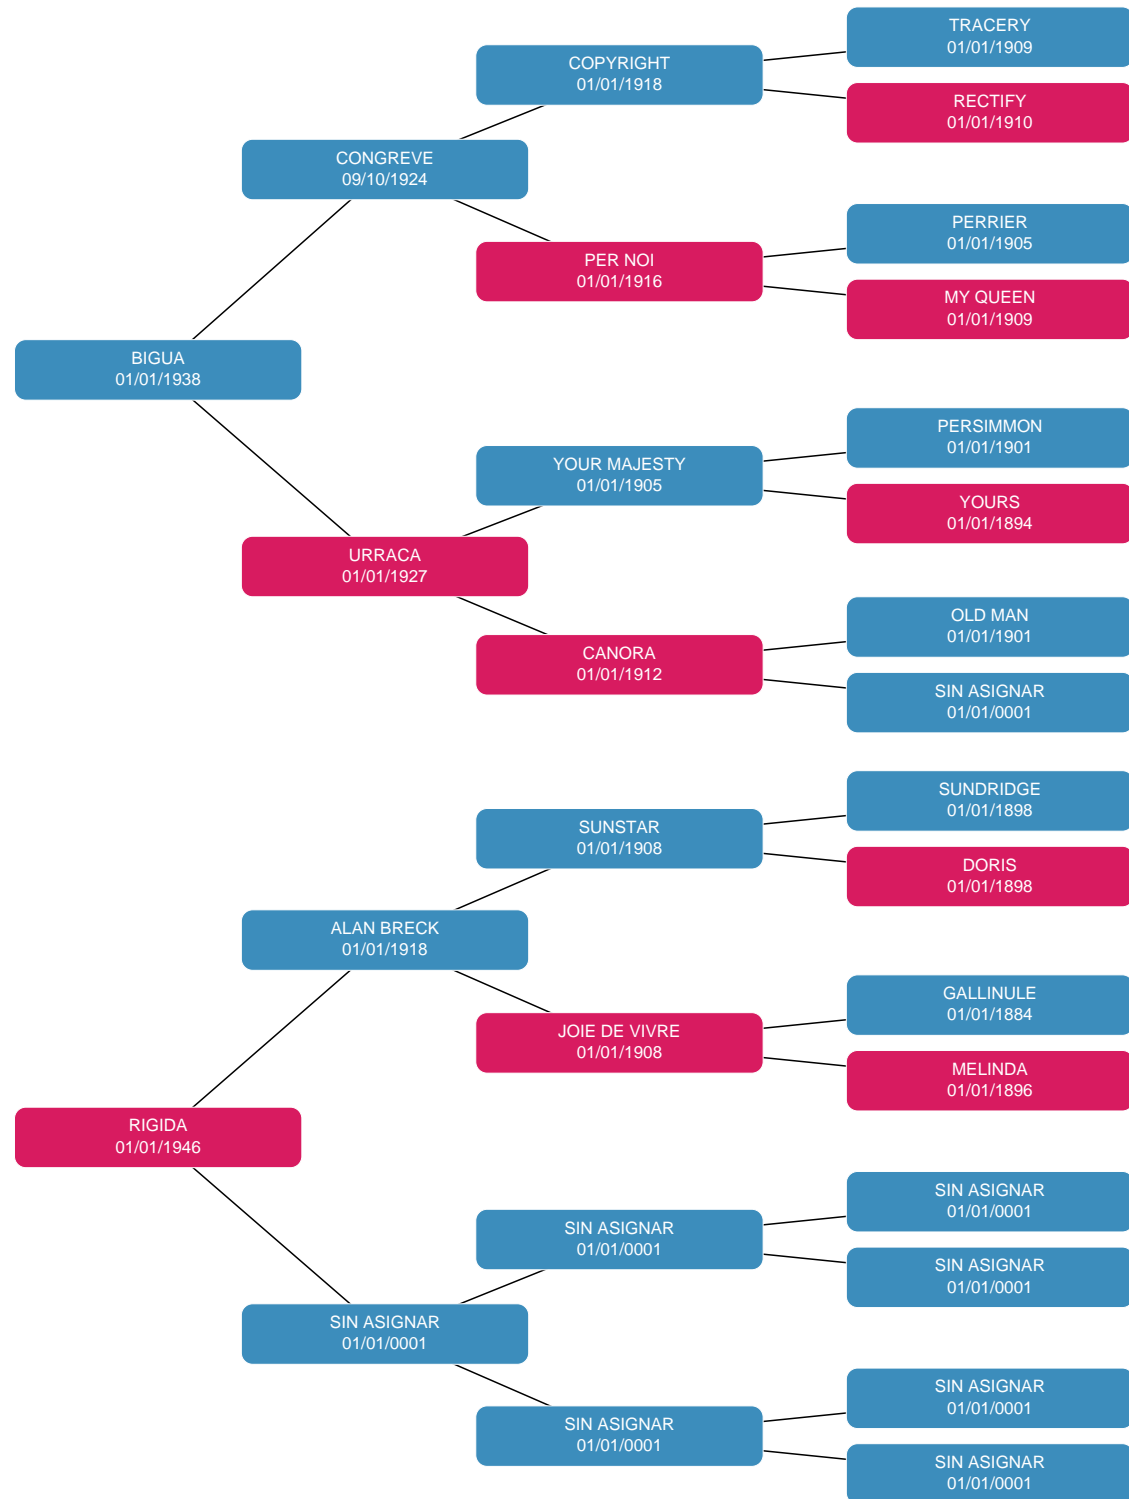 TRACERY
01/01/1909
COPYRIGHT
01/01/1918
RECTIFY
01/01/1910
CONGREVE
09/10/1924
PERRIER
01/01/1905
PER NOI
01/01/1916
MY QUEEN
01/01/1909
BIGUA
01/01/1938
PERSIMMON
01/01/1901
YOUR MAJESTY
01/01/1905
YOURS
01/01/1894
URRACA
01/01/1927
OLD MAN
01/01/1901
CANORA
01/01/1912
SIN ASIGNAR
01/01/0001
SUNDRIDGE
01/01/1898
SUNSTAR
01/01/1908
DORIS
01/01/1898
ALAN BRECK
01/01/1918
GALLINULE
01/01/1884
JOIE DE VIVRE
01/01/1908
MELINDA
01/01/1896
RIGIDA
01/01/1946
SIN ASIGNAR
01/01/0001
SIN ASIGNAR
01/01/0001
SIN ASIGNAR
01/01/0001
SIN ASIGNAR
01/01/0001
SIN ASIGNAR
01/01/0001
SIN ASIGNAR
01/01/0001
SIN ASIGNAR
01/01/0001